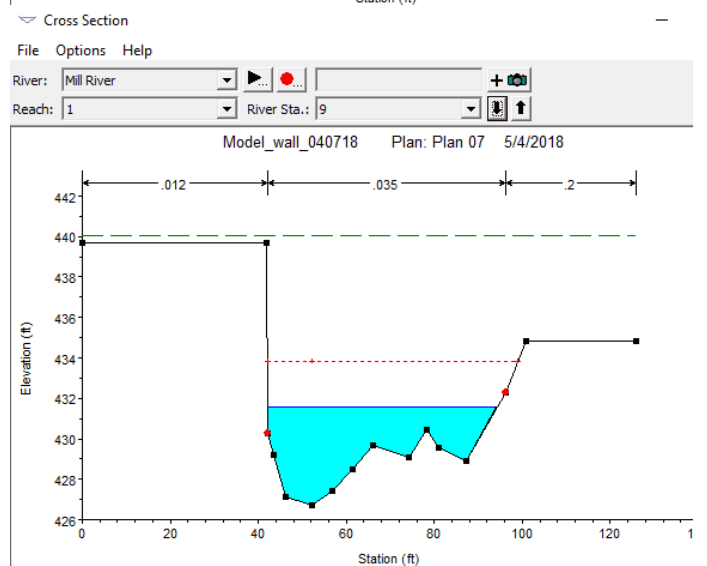 Station (ft)
Cross Section
File Options Help
River: Mill River
Reach: 1 River Sta.: 9
Model_wall_040718 Plan: Plan 07 5/4/2018
.012 .035 .2
442
440
438
436
434
432
430
428
426
Elevation (ft)
0 20 40 60 80 100 120 1
Station (ft)